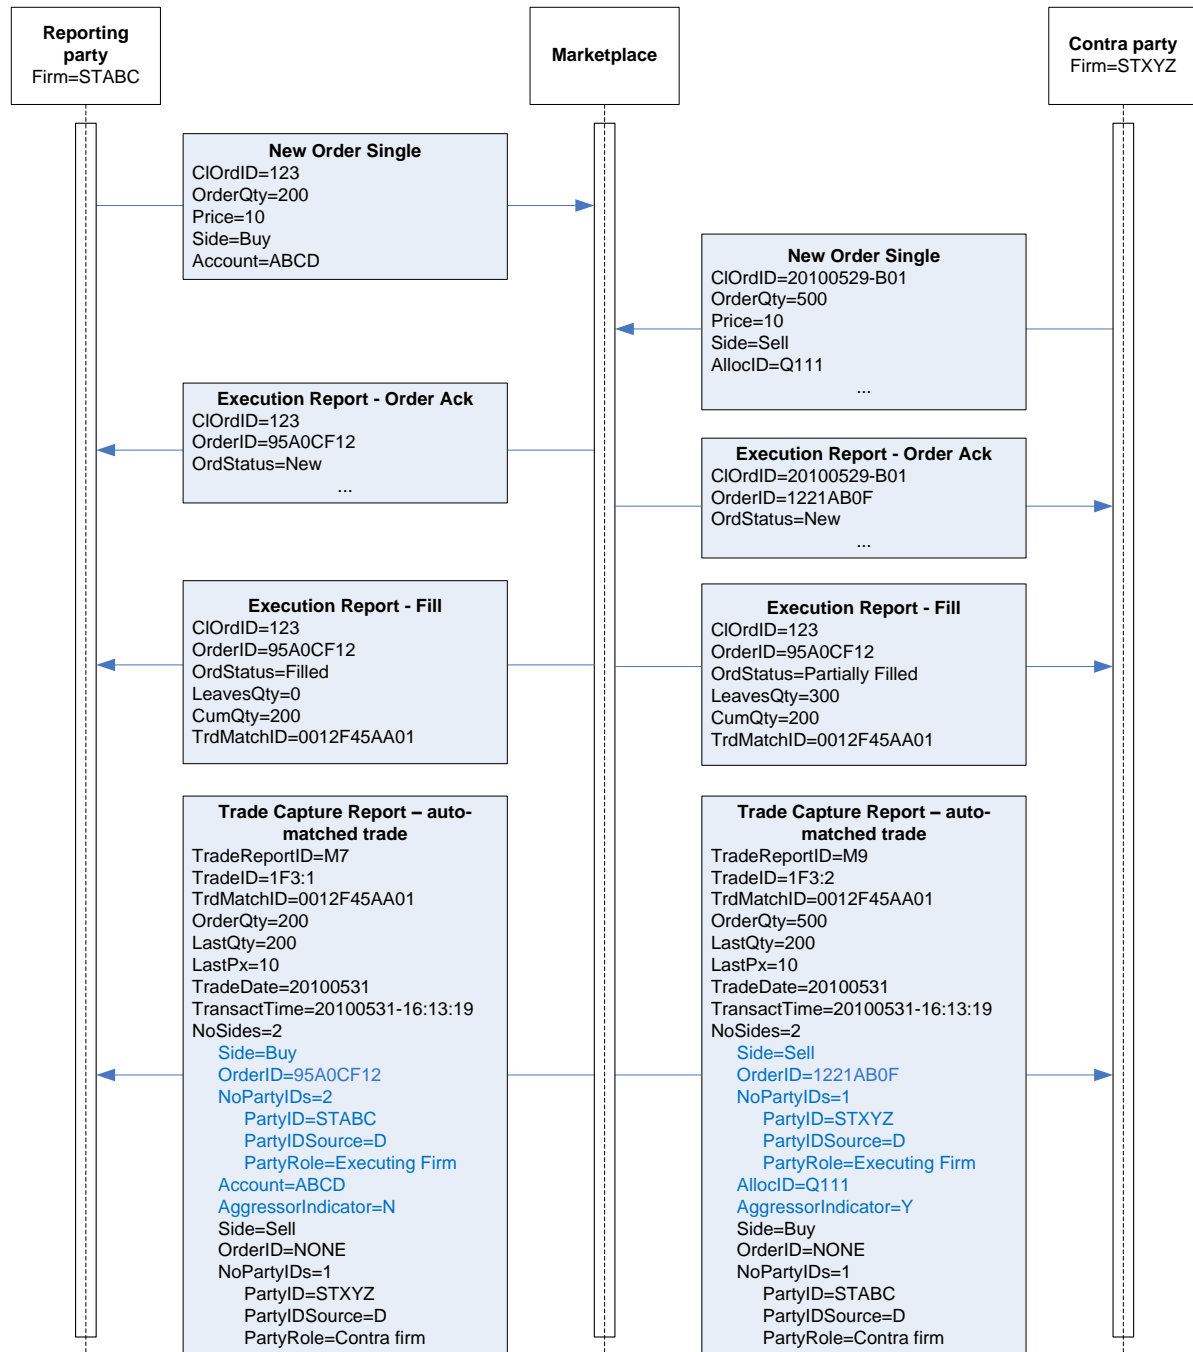 Reporting
party
Firm=STABC
Marketplace
Contra party
Firm=STXYZ
New Order Single
ClOrdID=123
OrderQty=200
Price=10
Side=Buy
Account=ABCD
New Order Single
ClOrdID=20100529-B01
OrderQty=500
Price=10
Side=Sell
AllocID=Q111
...
Execution Report - Order Ack
ClOrdID=123
OrderID=95A0CF12
OrdStatus=New
...
Execution Report - Order Ack
ClOrdID=20100529-B01
OrderID=1221AB0F
OrdStatus=New
...
Execution Report - Fill
ClOrdID=123
OrderID=95A0CF12
OrdStatus=Filled
LeavesQty=0
CumQty=200
TrdMatchID=0012F45AA01
Execution Report - Fill
ClOrdID=123
OrderID=95A0CF12
OrdStatus=Partially Filled
LeavesQty=300
CumQty=200
TrdMatchID=0012F45AA01
Trade Capture Report – auto-
matched trade
TradeReportID=M7
TradeID=1F3:1
TrdMatchID=0012F45AA01
OrderQty=200
LastQty=200
LastPx=10
TradeDate=20100531
TransactTime=20100531-16:13:19
NoSides=2
Side=Buy
OrderID=95A0CF12
NoPartyIDs=2
PartyID=STABC
PartyIDSource=D
PartyRole=Executing Firm
Account=ABCD
AggressorIndicator=N
Side=Sell
OrderID=NONE
NoPartyIDs=1
PartyID=STXYZ
PartyIDSource=D
PartyRole=Contra firm
Trade Capture Report – auto-
matched trade
TradeReportID=M9
TradeID=1F3:2
TrdMatchID=0012F45AA01
OrderQty=500
LastQty=200
LastPx=10
TradeDate=20100531
TransactTime=20100531-16:13:19
NoSides=2
Side=Sell
OrderID=1221AB0F
NoPartyIDs=1
PartyID=STXYZ
PartyIDSource=D
PartyRole=Executing Firm
AllocID=Q111
AggressorIndicator=Y
Side=Buy
OrderID=NONE
NoPartyIDs=1
PartyID=STABC
PartyIDSource=D
PartyRole=Contra firm